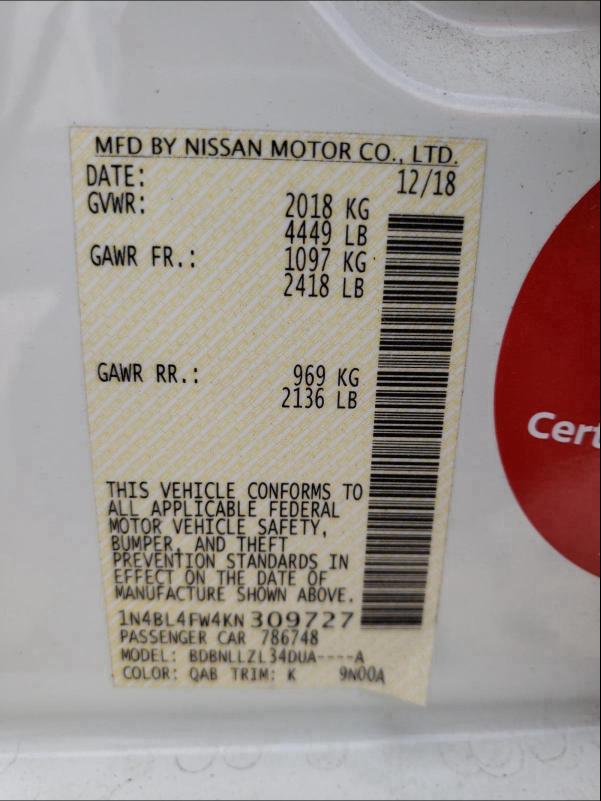 MFD BY NISSAN MOTOR CO., LTD.
DATE: 12/18
GVWR: 2018 KG
4449 LB
GAWR FR.: 1097 KG
2418 LB
GAWR RR.: 969 KG
2136 LB
THIS VEHICLE CONFORMS TO
ALL APPLICABLE FEDERAL
MOTOR VEHICLE SAFETY,
BUMPER, AND THEFT
PREVENTION STANDARDS IN
EFFECT ON THE DATE OF
MANUFACTURE SHOWN ABOVE.
1N4BL4FW4KN309727
PASSENGER CAR 786748
MODEL: BDBNLLZL34DUA----A
COLOR: QAB TRIM: K 9N00A
Cert